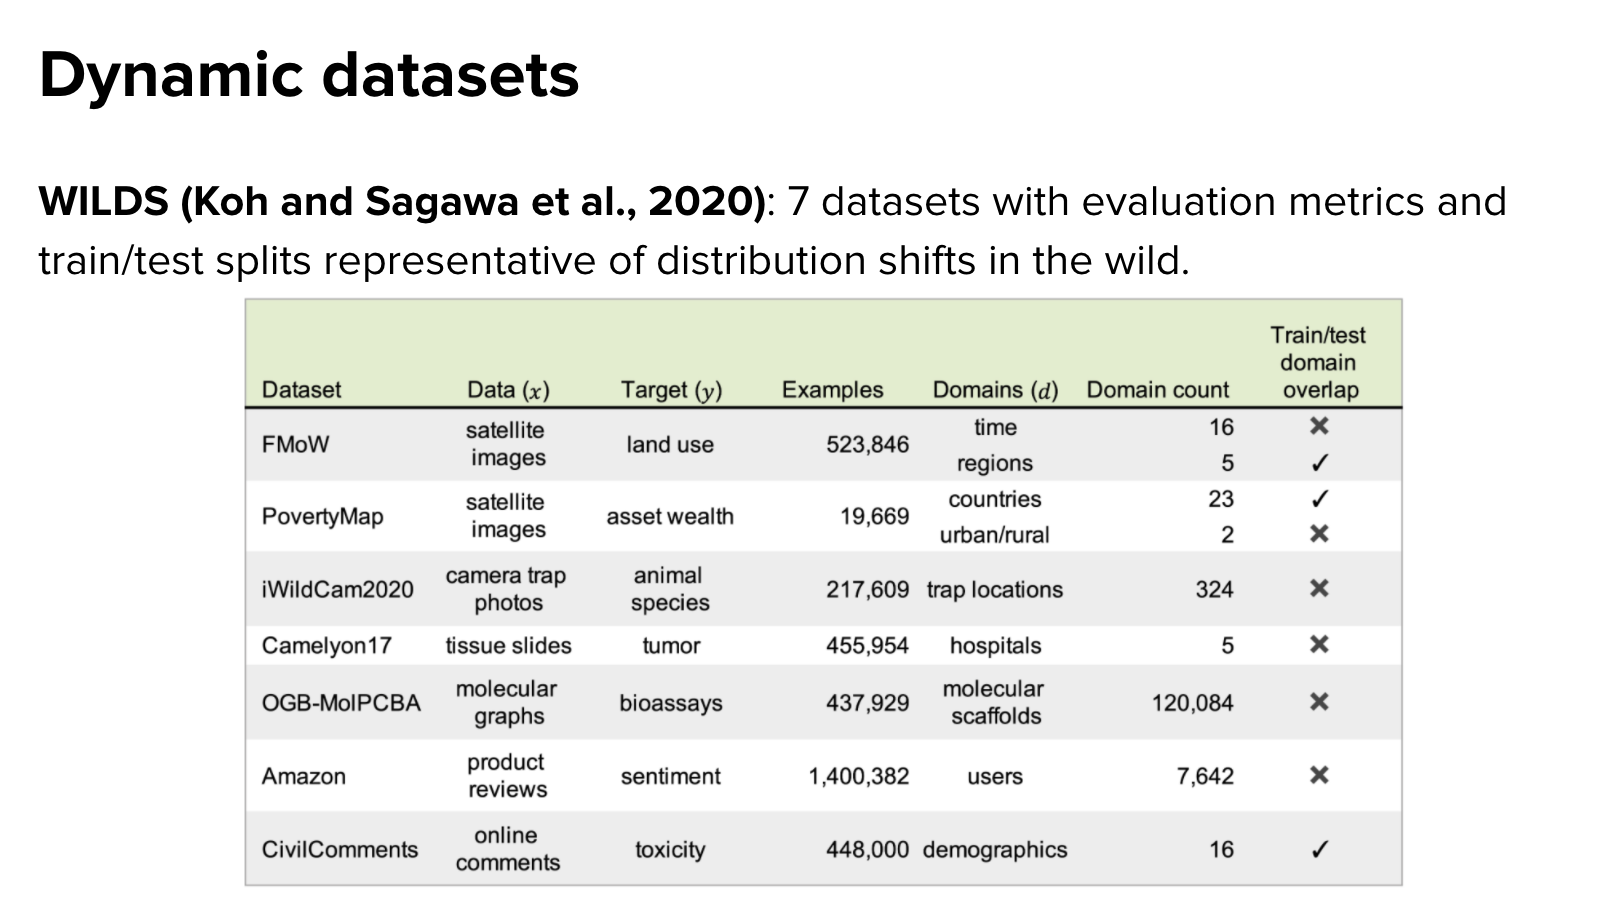 Dynamic datasets
WILDS (Koh and Sagawa et al., 2020): 7 datasets with evaluation metrics and
train/test splits representative of distribution shifts in the wild.
Dataset Data (x) Target (y) Examples Domains (d) Domain count Train/test domain overlap
FMoW satellite images land use 523,846 time 16 ✖
regions 5 ✓
PovertyMap satellite images asset wealth 19,669 countries 23 ✓
urban/rural 2 ✖
iWildCam2020 camera trap photos animal species 217,609 trap locations 324 ✖
Camelyon17 tissue slides tumor 455,954 hospitals 5 ✖
OGB-MolPCBA molecular graphs bioassays 437,929 molecular scaffolds 120,084 ✖
Amazon product reviews sentiment 1,400,382 users 7,642 ✖
CivilComments online comments toxicity 448,000 demographics 16 ✓